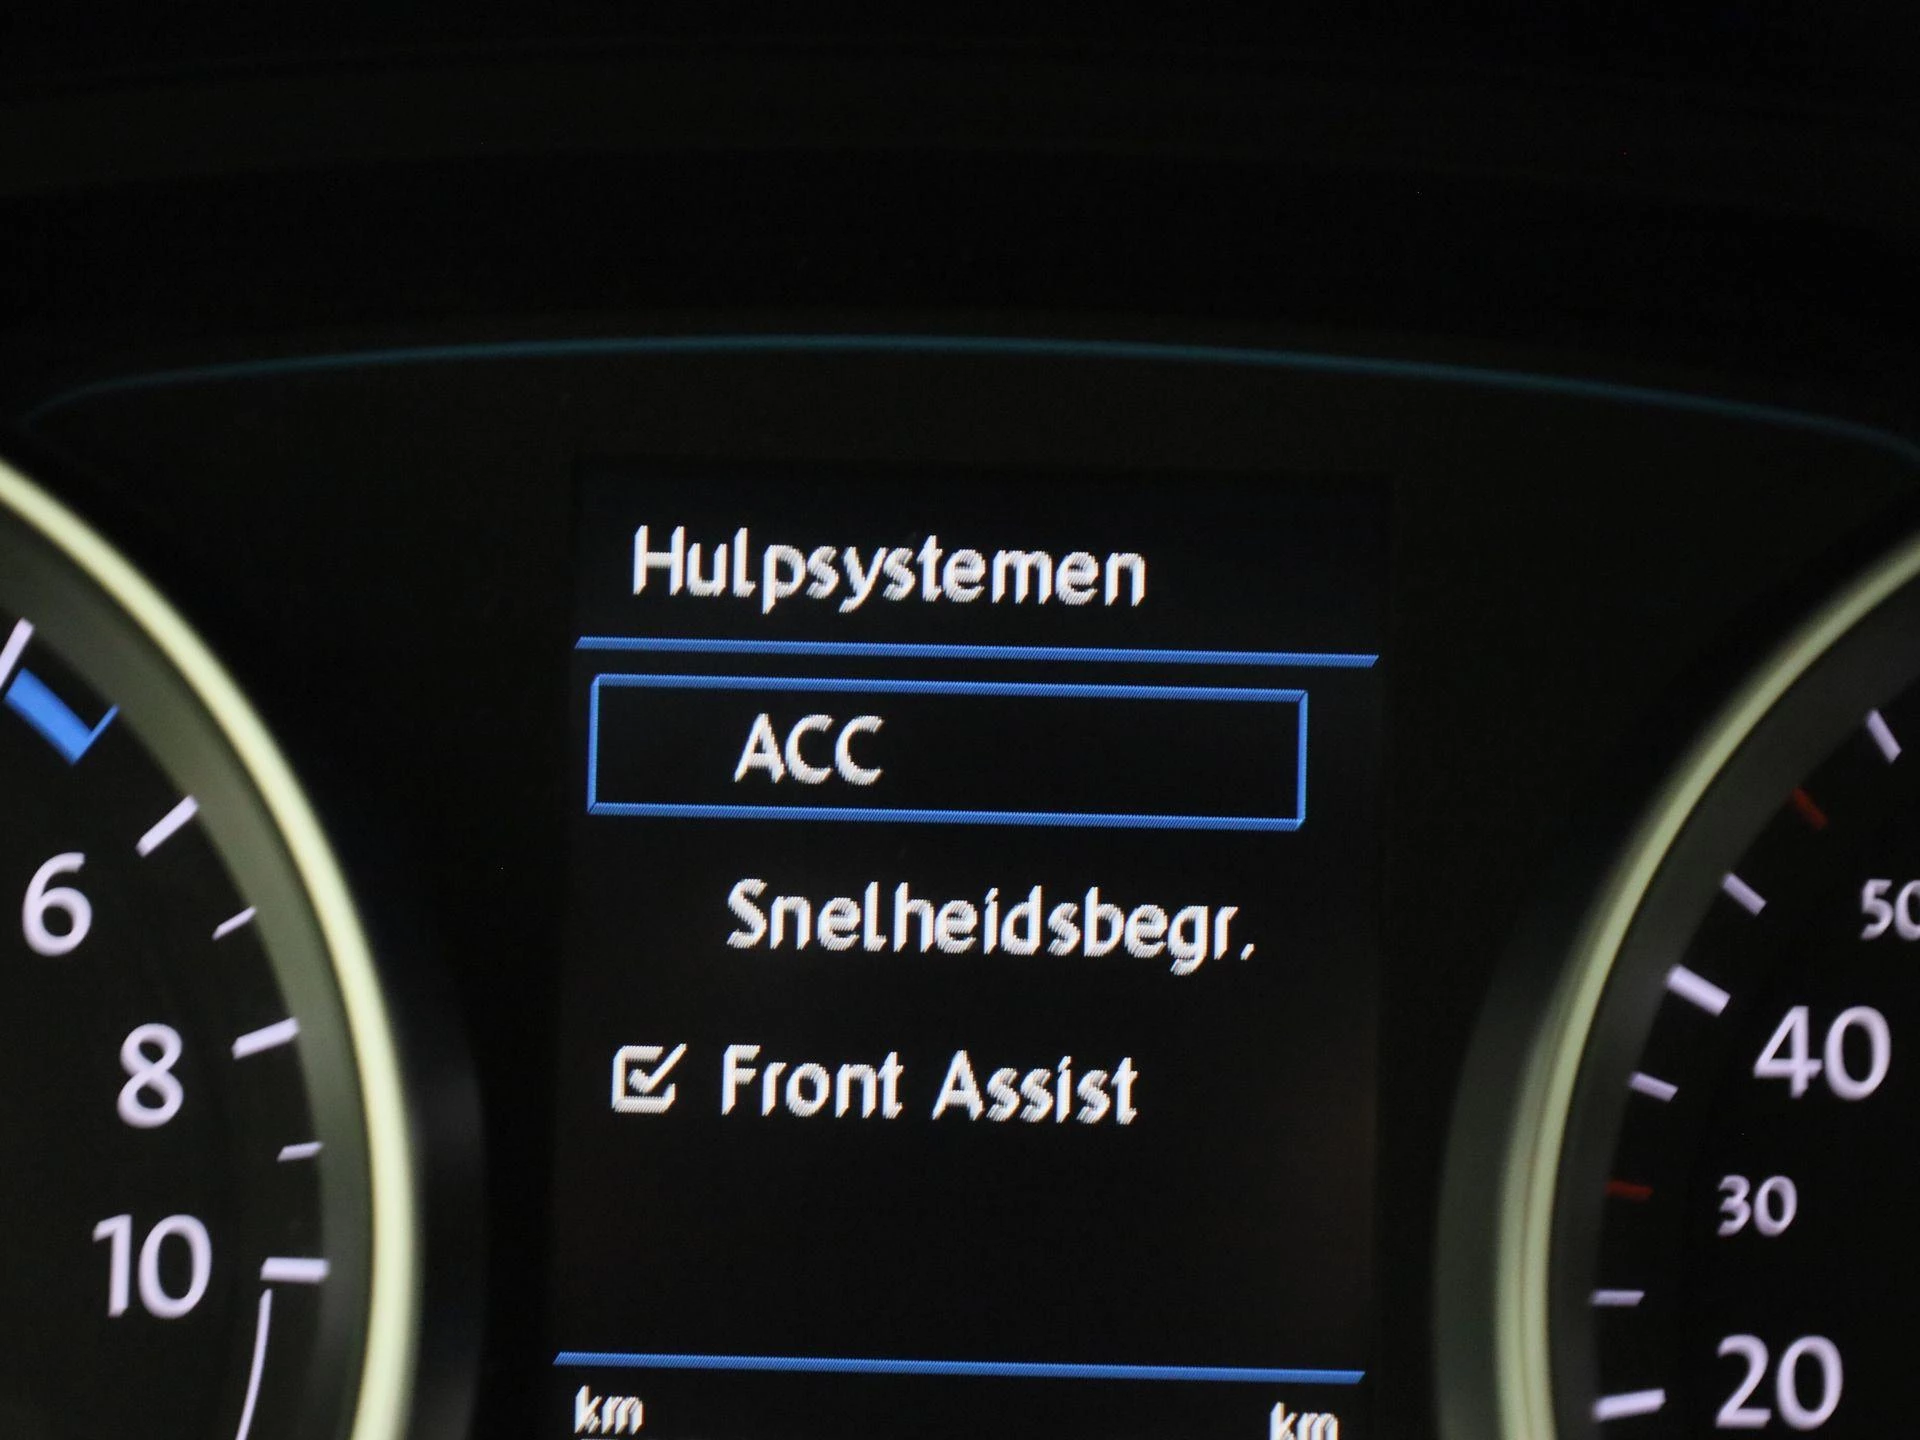 Hulpsystemen
ACC
Snelheidsbegr.
Front Assist
km
km
6
8
10
50
40
30
20